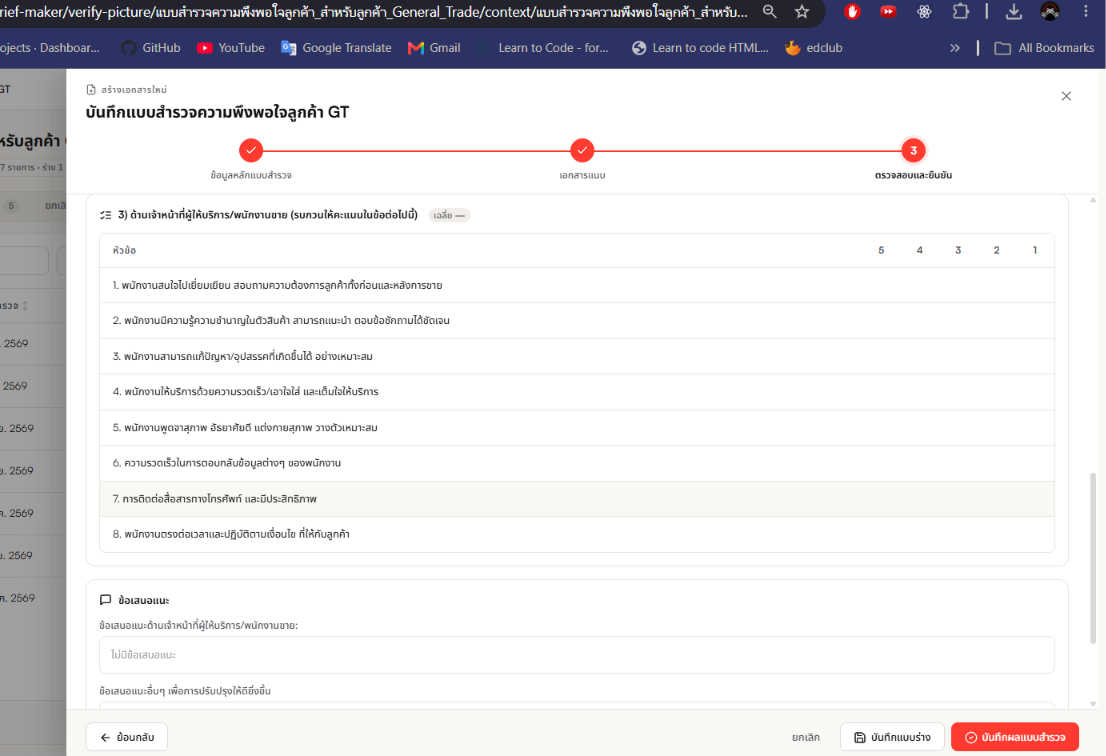 rief-maker/verify-picture/แบบสำรวจความพึงพอใจลูกค้า_สำหรับลูกค้า_General_Trade/context/แบบสำรวจความพึงพอใจลูกค้า_สำหรับ...
ojects · Dashboar... GitHub YouTube Google Translate Gmail Learn to Code - for... Learn to code HTML... edclub » All Bookmarks
GT
สร้างเอกสารใหม่
บันทึกแบบสำรวจความพึงพอใจลูกค้า GT
หรับลูกค้า
7 รายการ · ร่าง 1
3
ข้อมูลหลักแบบสำรวจ เอกสารแนบ ตรวจสอบและยืนยัน
5 ยกเลิ
3) ด้านเจ้าหน้าที่ผู้ให้บริการ/พนักงานขาย (รบกวนให้คะแนนในข้อต่อไปนี้) เฉลี่ย —
หัวข้อ 5 4 3 2 1
1. พนักงานสนใจไปเยี่ยมเยียน สอบถามความต้องการลูกค้าทั้งก่อนและหลังการขาย
รวจ
2. พนักงานมีความรู้ความชำนาญในตัวสินค้า สามารถแนะนำ ตอบข้อซักถามได้ชัดเจน
. 2569
3. พนักงานสามารถแก้ปัญหา/อุปสรรคที่เกิดขึ้นได้ อย่างเหมาะสม
2569
4. พนักงานให้บริการด้วยความรวดเร็ว/เอาใจใส่ และเต็มใจให้บริการ
ย. 2569
5. พนักงานพูดจาสุภาพ อัธยาศัยดี แต่งกายสุภาพ วางตัวเหมาะสม
ย. 2569
6. ความรวดเร็วในการตอบกลับข้อมูลต่างๆ ของพนักงาน
ค. 2569
7. การติดต่อสื่อสารทางโทรศัพท์ และมีประสิทธิภาพ
8. พนักงานตรงต่อเวลาและปฏิบัติตามเงื่อนไข ที่ให้กับลูกค้า
ย. 2569
ค. 2569
ข้อเสนอแนะ
ข้อเสนอแนะด้านเจ้าหน้าที่ผู้ให้บริการ/พนักงานขาย:
ไม่มีข้อเสนอแนะ
ข้อเสนอแนะอื่นๆ เพื่อการปรับปรุงให้ดียิ่งขึ้น
ย้อนกลับ ยกเลิก บันทึกแบบร่าง บันทึกผลแบบสำรวจ